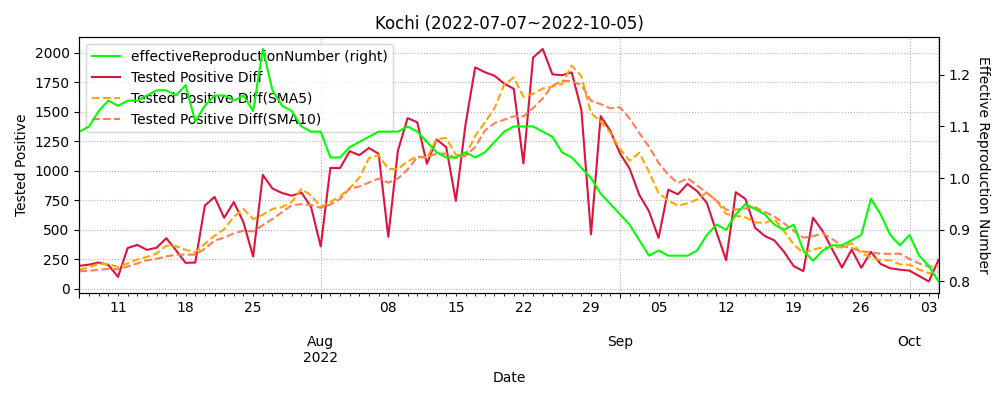 Kochi (2022-07-07~2022-10-05)
effectiveReproductionNumber (right)
Tested Positive Diff
Tested Positive Diff(SMA5)
Tested Positive Diff(SMA10)
Tested Positive
2000
1750
1500
1250
1000
750
500
250
0
Effective Reproduction Number
1.2
1.1
1.0
0.9
0.8
11 18 25 08 15 22 29 05 12 19 26 03
Aug Sep Oct
2022
Date